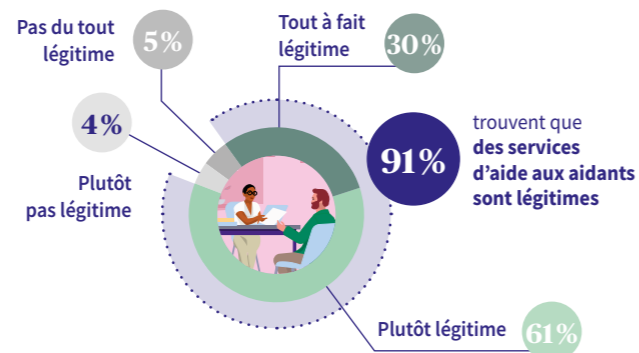 Pas du tout
légitime
5%
Tout à fait
légitime
30%
4%
Plutôt
pas légitime
91%
trouvent que
des services
d'aide aux aidants
sont légitimes
Plutôt légitime
61%